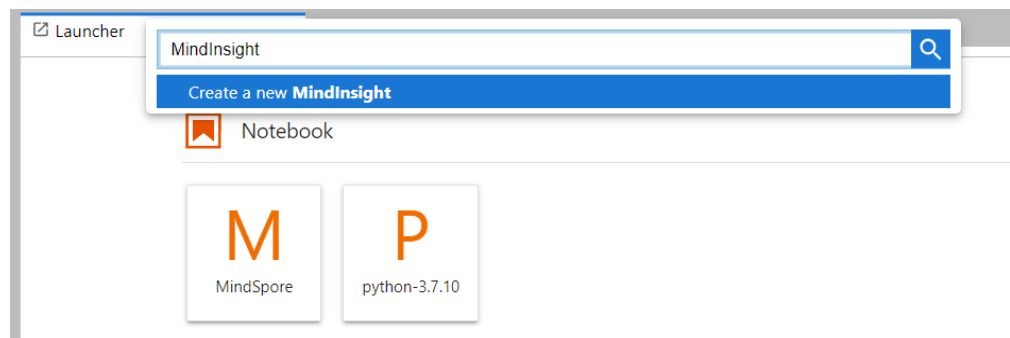 Launcher
MindInsight
Create a new MindInsight
Notebook
M
P
MindSpore
python-3.7.10